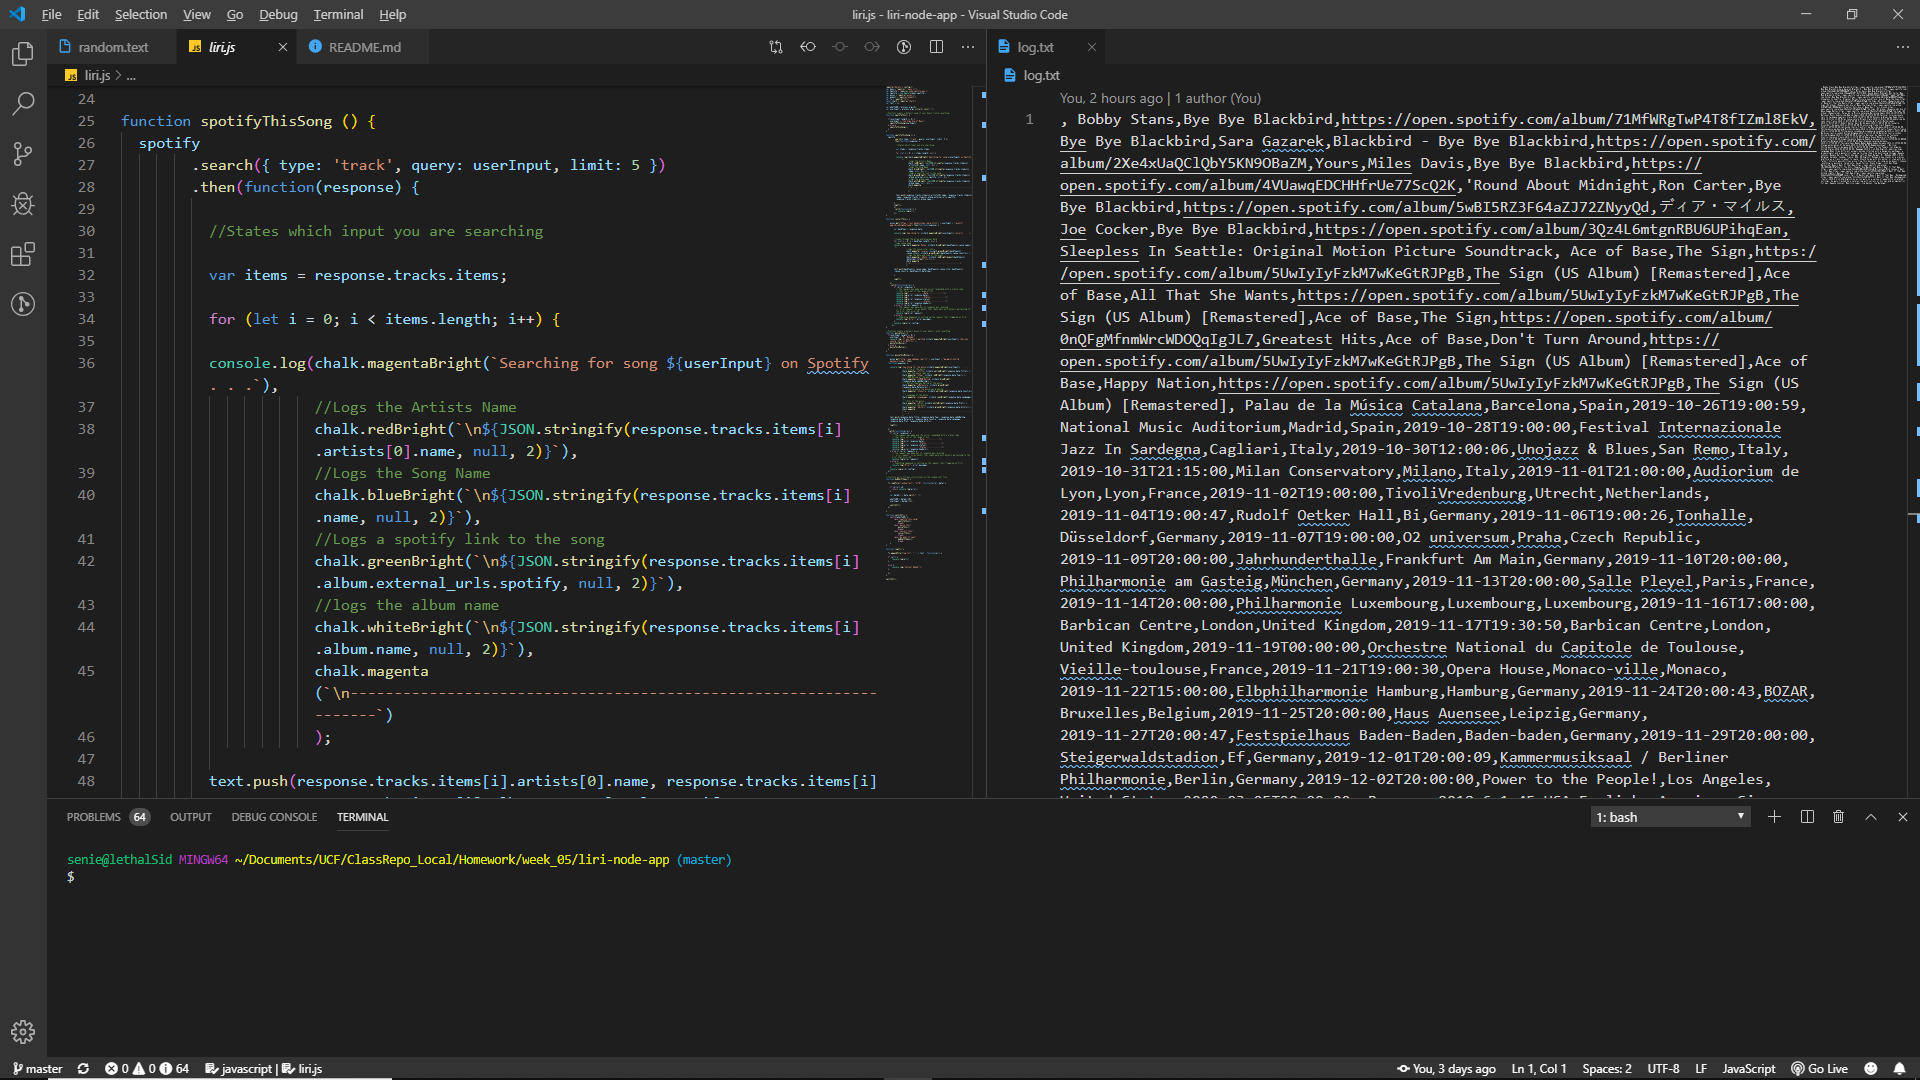 File Edit Selection View Go Debug Terminal Help
liri.js - liri-node-app - Visual Studio Code
random.text
JS liri.js
README.md
log.txt
JS liri.js > ...
log.txt
24
25 function spotifyThisSong () {
26 spotify
27 .search({ type: 'track', query: userInput, limit: 5 })
28 .then(function(response) {
29
30 //States which input you are searching
31
32 var items = response.tracks.items;
33
34 for (let i = 0; i < items.length; i++) {
35
36 console.log(chalk.magentaBright(`Searching for song ${userInput} on Spotify
. . .`),
37 //Logs the Artists Name
38 chalk.redBright(`\n${JSON.stringify(response.tracks.items[i]
.artists[0].name, null, 2)}`),
39 //Logs the Song Name
40 chalk.blueBright(`\n${JSON.stringify(response.tracks.items[i]
.name, null, 2)}`),
41 //Logs a spotify link to the song
42 chalk.greenBright(`\n${JSON.stringify(response.tracks.items[i]
.album.external_urls.spotify, null, 2)}`),
43 //logs the album name
44 chalk.whiteBright(`\n${JSON.stringify(response.tracks.items[i]
.album.name, null, 2)}`),
45 chalk.magenta
(`\n------------------------------------------------------------
-------`)
46 );
47
48 text.push(response.tracks.items[i].artists[0].name, response.tracks.items[i]
You, 2 hours ago | 1 author (You)
1 , Bobby Stans,Bye Bye Blackbird,https://open.spotify.com/album/71MfWRgTwP4T8fIZml8EkV,
Bye Bye Blackbird,Sara Gazarek,Blackbird - Bye Bye Blackbird,https://open.spotify.com/
album/2Xe4xUaQClQbY5KN9OBaZM,Yours,Miles Davis,Bye Bye Blackbird,https://
open.spotify.com/album/4VUawqEDCHHfrUe77ScQ2K,'Round About Midnight,Ron Carter,Bye
Bye Blackbird,https://open.spotify.com/album/5wBI5RZ3F64aZJ72ZNyyQd,ディア・マイルス,
Joe Cocker,Bye Bye Blackbird,https://open.spotify.com/album/3Qz4L6mtgnRBU6UPihqEan,
Sleepless In Seattle: Original Motion Picture Soundtrack, Ace of Base,The Sign,https:/
/open.spotify.com/album/5UwIyIyFzkM7wKeGtRJPgB,The Sign (US Album) [Remastered],Ace
of Base,All That She Wants,https://open.spotify.com/album/5UwIyIyFzkM7wKeGtRJPgB,The
Sign (US Album) [Remastered],Ace of Base,The Sign,https://open.spotify.com/album/
0nQFgMfnmWrcWDOQqIgJL7,Greatest Hits,Ace of Base,Don't Turn Around,https://
open.spotify.com/album/5UwIyIyFzkM7wKeGtRJPgB,The Sign (US Album) [Remastered],Ace of
Base,Happy Nation,https://open.spotify.com/album/5UwIyIyFzkM7wKeGtRJPgB,The Sign (US
Album) [Remastered], Palau de la Música Catalana,Barcelona,Spain,2019-10-26T19:00:59,
National Music Auditorium,Madrid,Spain,2019-10-28T19:00:00,Festival Internazionale
Jazz In Sardegna,Cagliari,Italy,2019-10-30T12:00:06,Unojazz & Blues,San Remo,Italy,
2019-10-31T21:15:00,Milan Conservatory,Milano,Italy,2019-11-01T21:00:00,Audiorium de
Lyon,Lyon,France,2019-11-02T19:00:00,TivoliVredenburg,Utrecht,Netherlands,
2019-11-04T19:00:47,Rudolf Oetker Hall,Bi,Germany,2019-11-06T19:00:26,Tonhalle,
Düsseldorf,Germany,2019-11-07T19:00:00,O2 universum,Praha,Czech Republic,
2019-11-09T20:00:00,Jahrhunderthalle,Frankfurt Am Main,Germany,2019-11-10T20:00:00,
Philharmonie am Gasteig,München,Germany,2019-11-13T20:00:00,Salle Pleyel,Paris,France,
2019-11-14T20:00:00,Philharmonie Luxembourg,Luxembourg,Luxembourg,2019-11-16T17:00:00,
Barbican Centre,London,United Kingdom,2019-11-17T19:30:50,Barbican Centre,London,
United Kingdom,2019-11-19T00:00:00,Orchestre National du Capitole de Toulouse,
Vieille-toulouse,France,2019-11-21T19:00:30,Opera House,Monaco-ville,Monaco,
2019-11-22T15:00:00,Elbphilharmonie Hamburg,Hamburg,Germany,2019-11-24T20:00:43,BOZAR,
Bruxelles,Belgium,2019-11-25T20:00:00,Haus Auensee,Leipzig,Germany,
2019-11-27T20:00:47,Festspielhaus Baden-Baden,Baden-baden,Germany,2019-11-29T20:00:00,
Steigerwaldstadion,Ef,Germany,2019-12-01T20:00:09,Kammermusiksaal / Berliner
Philharmonie,Berlin,Germany,2019-12-02T20:00:00,Power to the People!,Los Angeles,
PROBLEMS 64 OUTPUT DEBUG CONSOLE TERMINAL
1: bash
senie@lethalSid MINGW64 ~/Documents/UCF/ClassRepo_Local/Homework/week_05/liri-node-app (master)
$
master 0 0 64 javascript | liri.js
You, 3 days ago Ln 1, Col 1 Spaces: 2 UTF-8 LF JavaScript Go Live